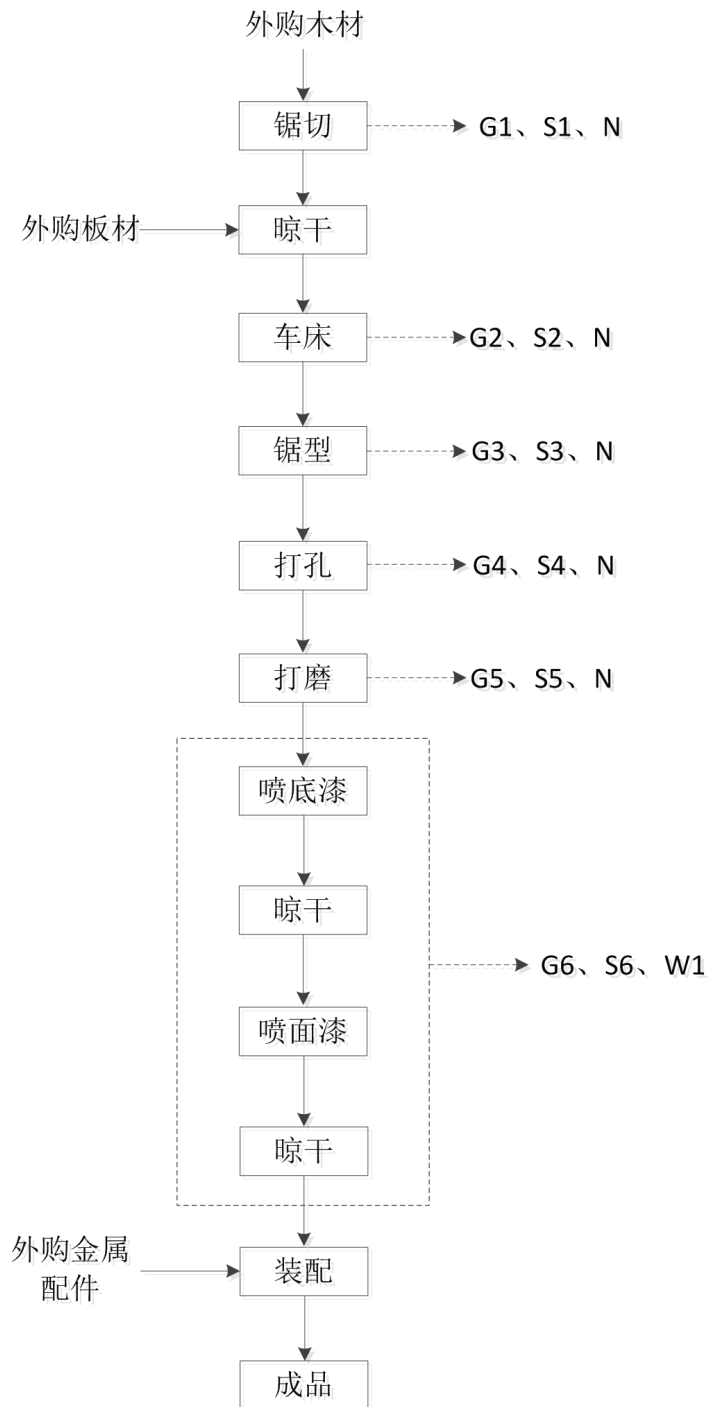 外购木材
锯切
G1、S1、N
外购板材
晾干
车床
G2、S2、N
锯型
G3、S3、N
打孔
G4、S4、N
打磨
G5、S5、N
喷底漆
晾干
G6、S6、W1
喷面漆
晾干
外购金属
配件
装配
成品